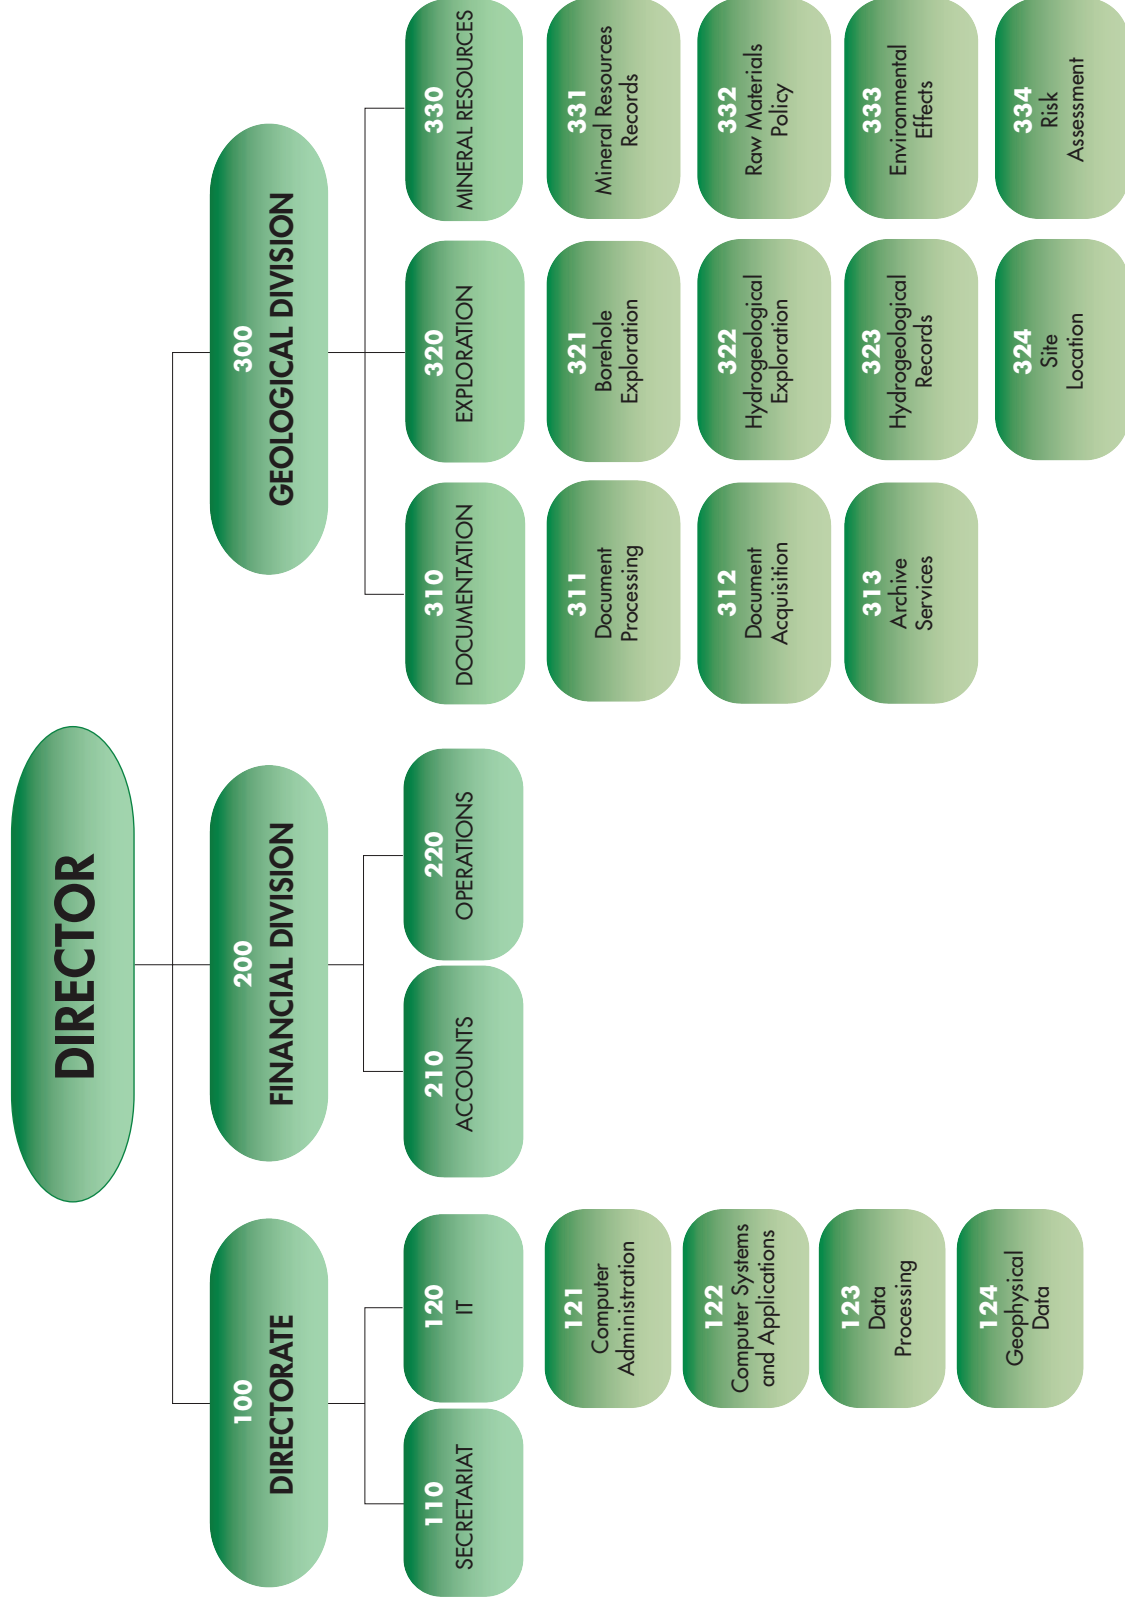 DIRECTOR
100
DIRECTORATE
200
FINANCIAL DIVISION
300
GEOLOGICAL DIVISION
110
SECRETARIAT
120
IT
210
ACCOUNTS
220
OPERATIONS
310
DOCUMENTATION
320
EXPLORATION
330
MINERAL RESOURCES
121
Computer
Administration
122
Computer Systems
and Applications
123
Data
Processing
124
Geophysical
Data
311
Document
Processing
312
Document
Acquisition
313
Archive
Services
321
Borehole
Exploration
322
Hydrogeological
Exploration
323
Hydrogeological
Records
324
Site
Location
331
Mineral Resources
Records
332
Raw Materials
Policy
333
Environmental
Effects
334
Risk
Assessment